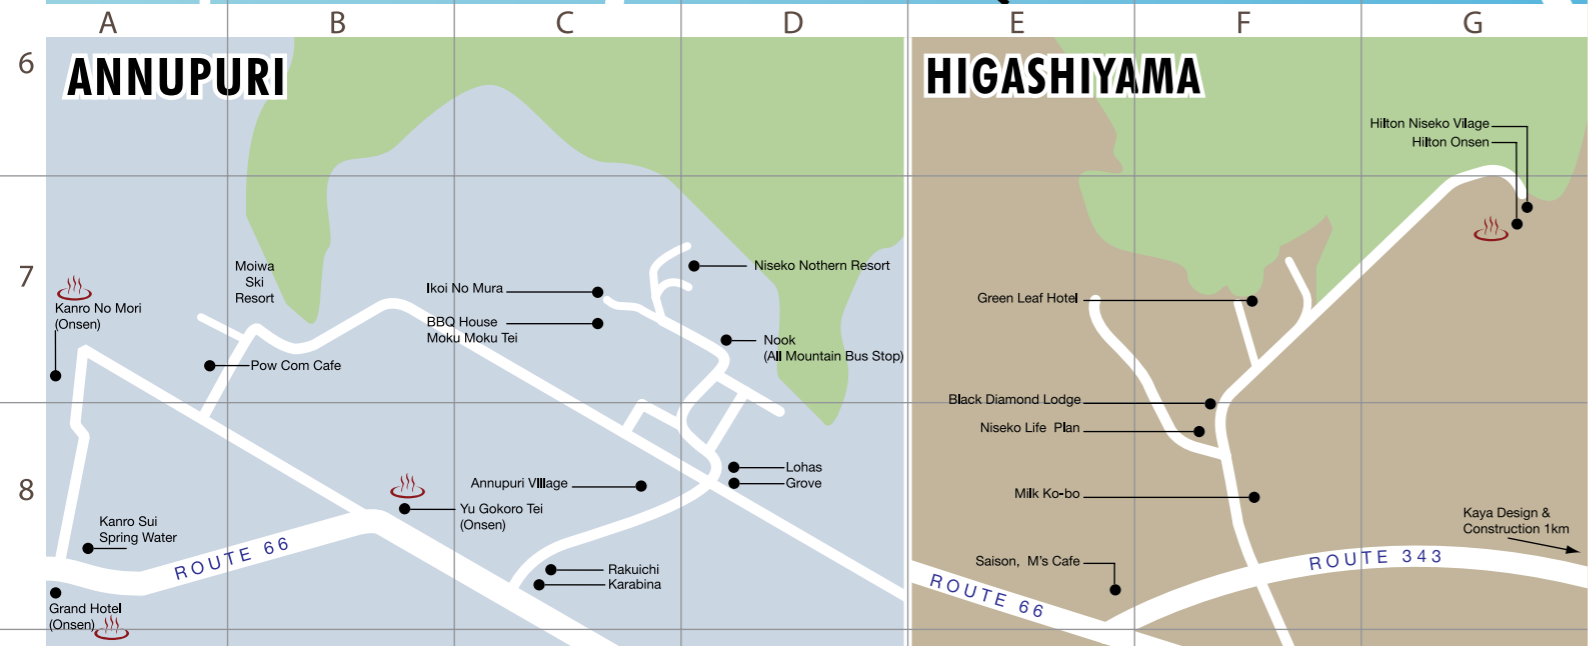 A B C D E F G
6
ANNUPURI
HIGASHIYAMA
Hilton Niseko Vilage
Hilton Onsen
7
Moiwa
Ski
Resort
Kanro No Mori
(Onsen)
Pow Com Cafe
Ikoi No Mura
BBQ House
Moku Moku Tei
Niseko Nothern Resort
Nook
(All Mountain Bus Stop)
Green Leaf Hotel
Black Diamond Lodge
Niseko Life Plan
8
Annupuri VIllage
Yu Gokoro Tei
(Onsen)
Lohas
Grove
Kanro Sui
Spring Water
ROUTE 66
Grand Hotel
(Onsen)
Rakuichi
Karabina
Milk Ko-bo
Kaya Design &
Construction 1km
Saison, M's Cafe
ROUTE 66
ROUTE 343